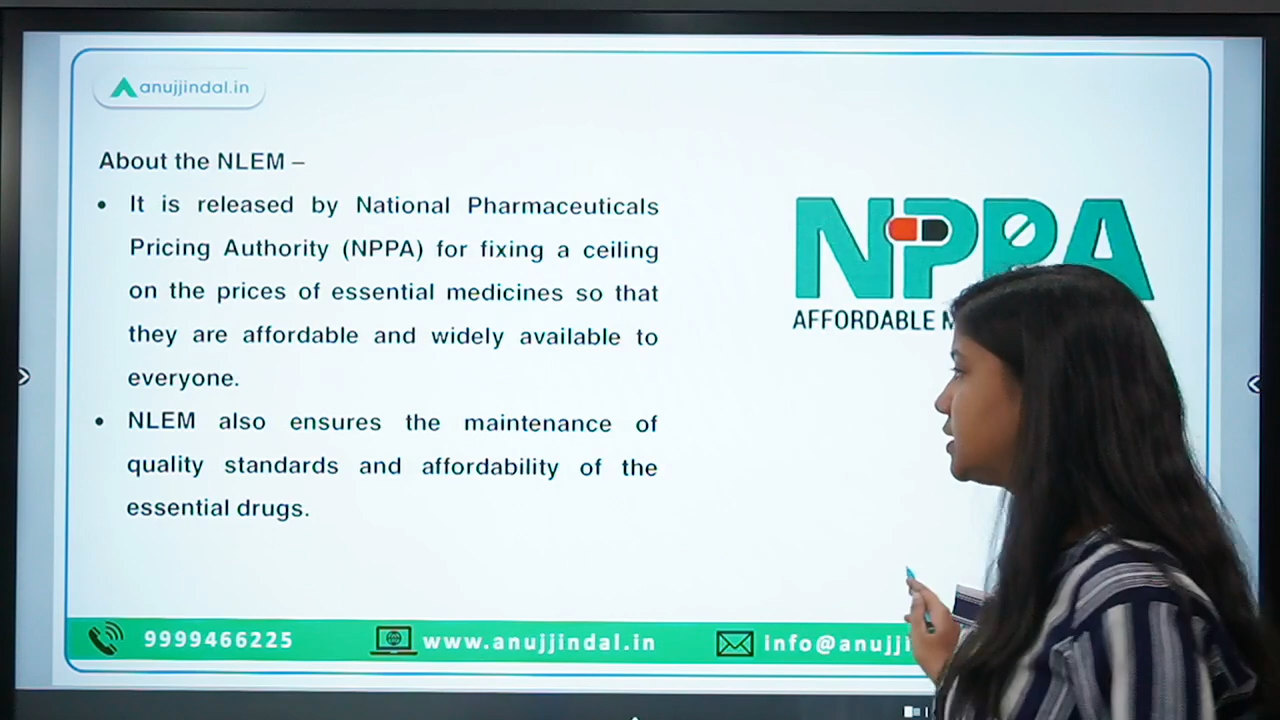 anujjindal.in
About the NLEM –
• It is released by National Pharmaceuticals
Pricing Authority (NPPA) for fixing a ceiling
on the prices of essential medicines so that
they are affordable and widely available to
everyone.
• NLEM also ensures the maintenance of
quality standards and affordability of the
essential drugs.
NPPA
AFFORDABLE
9999466225
www.anujjindal.in